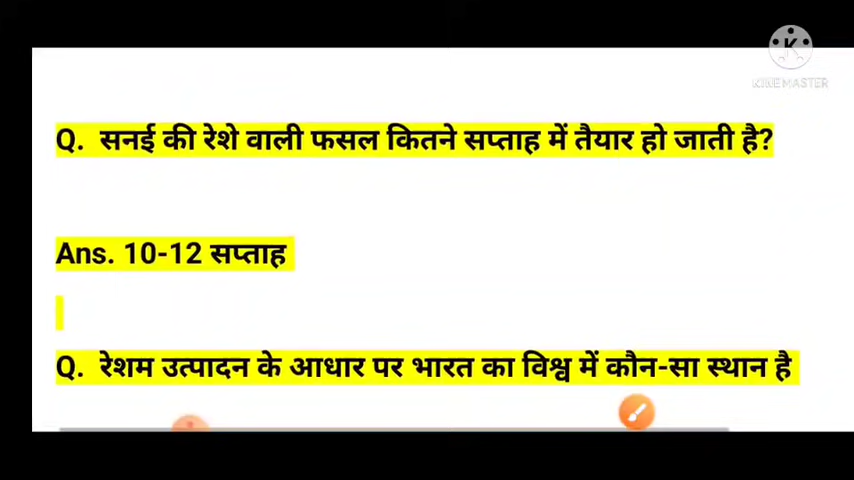 KINEMASTER
Q. सनई की रेशे वाली फसल कितने सप्ताह में तैयार हो जाती है?
Ans. 10-12 सप्ताह
Q. रेशम उत्पादन के आधार पर भारत का विश्व में कौन-सा स्थान है